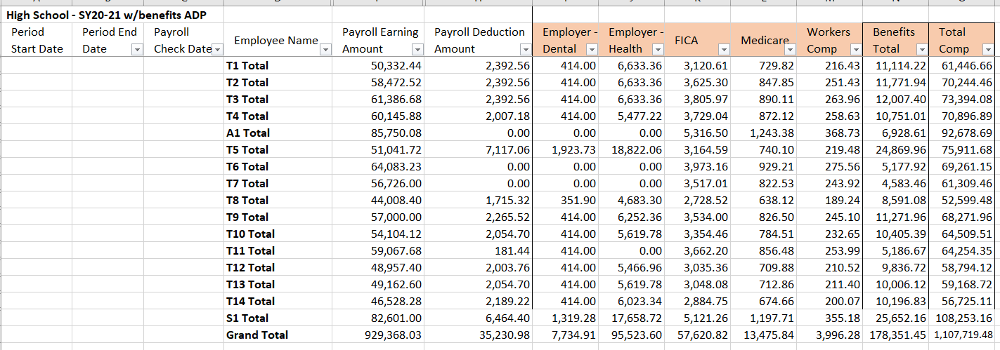 High School - SY20-21 w/benefits ADP
Period Start Date Period End Date Payroll Check Date Employee Name Payroll Earning Amount Payroll Deduction Amount Employer - Dental Employer - Health FICA Medicare Workers Comp Benefits Total Total Comp
T1 Total 50,332.44 2,392.56 414.00 6,633.36 3,120.61 729.82 216.43 11,114.22 61,446.66
T2 Total 58,472.52 2,392.56 414.00 6,633.36 3,625.30 847.85 251.43 11,771.94 70,244.46
T3 Total 61,386.68 2,392.56 414.00 6,633.36 3,805.97 890.11 263.96 12,007.40 73,394.08
T4 Total 60,145.88 2,007.18 414.00 5,477.22 3,729.04 872.12 258.63 10,751.01 70,896.89
A1 Total 85,750.08 0.00 0.00 0.00 5,316.50 1,243.38 368.73 6,928.61 92,678.69
T5 Total 51,041.72 7,117.06 1,923.73 18,822.06 3,164.59 740.10 219.48 24,869.96 75,911.68
T6 Total 64,083.23 0.00 0.00 0.00 3,973.16 929.21 275.56 5,177.92 69,261.15
T7 Total 56,726.00 0.00 0.00 0.00 3,517.01 822.53 243.92 4,583.46 61,309.46
T8 Total 44,008.40 1,715.32 351.90 4,683.30 2,728.52 638.12 189.24 8,591.08 52,599.48
T9 Total 57,000.00 2,265.52 414.00 6,252.36 3,534.00 826.50 245.10 11,271.96 68,271.96
T10 Total 54,104.12 2,054.70 414.00 5,619.78 3,354.46 784.51 232.65 10,405.39 64,509.51
T11 Total 59,067.68 181.44 414.00 0.00 3,662.20 856.48 253.99 5,186.67 64,254.35
T12 Total 48,957.40 2,003.76 414.00 5,466.96 3,035.36 709.88 210.52 9,836.72 58,794.12
T13 Total 49,162.60 2,054.70 414.00 5,619.78 3,048.08 712.86 211.40 10,006.12 59,168.72
T14 Total 46,528.28 2,189.22 414.00 6,023.34 2,884.75 674.66 200.07 10,196.83 56,725.11
S1 Total 82,601.00 6,464.40 1,319.28 17,658.72 5,121.26 1,197.71 355.18 25,652.16 108,253.16
Grand Total 929,368.03 35,230.98 7,734.91 95,523.60 57,620.82 13,475.84 3,996.28 178,351.45 1,107,719.48